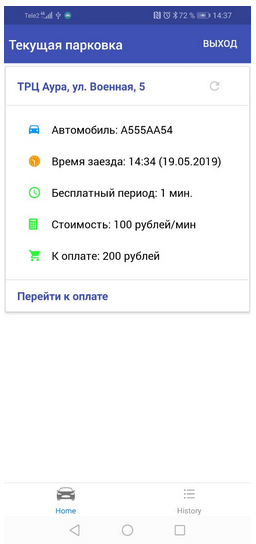 Tele2 4G 72 % 14:37
Текущая парковка ВЫХОД
ТРЦ Аура, ул. Военная, 5
Автомобиль: А555АА54
Время заезда: 14:34 (19.05.2019)
Бесплатный период: 1 мин.
Стоимость: 100 рублей/мин
К оплате: 200 рублей
Перейти к оплате
Home History